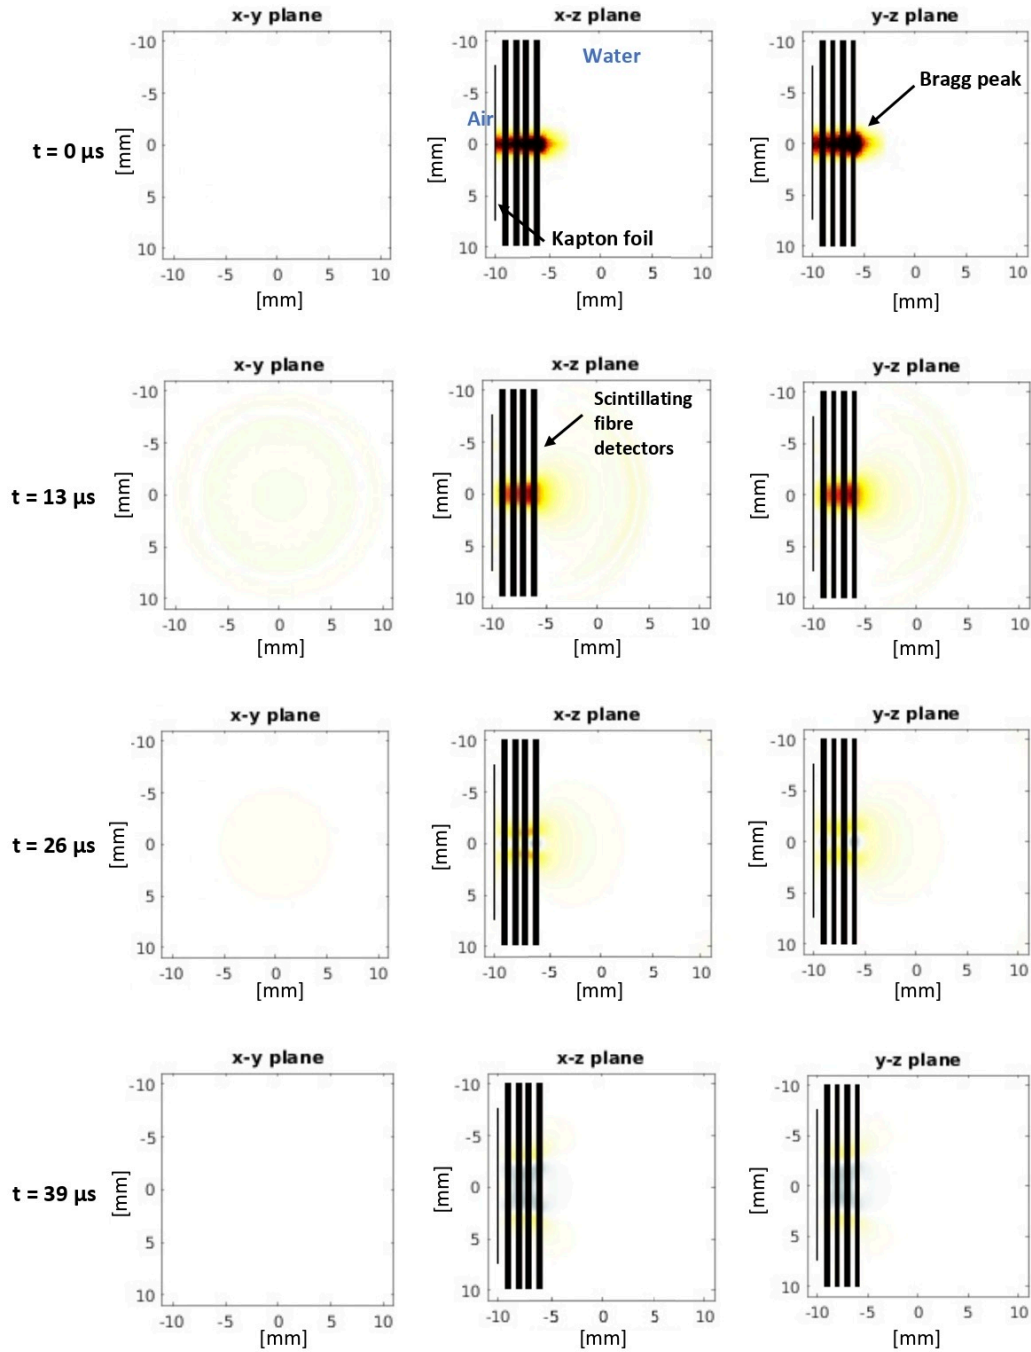 x-y plane x-z plane y-z plane
-10 -10 -10
Water
-5 -5 -5
Bragg peak
Air
t = 0 µs [mm] 0 [mm] 0 [mm] 0
5 5 5
Kapton foil
10 10 10
-10 -5 0 5 10 -10 -5 0 5 10 -10 -5 0 5 10
[mm] [mm] [mm]
x-y plane x-z plane y-z plane
-10 -10 -10
Scintillating
fibre
detectors
-5 -5 -5
t = 13 µs [mm] 0 [mm] 0 [mm] 0
5 5 5
10 10 10
-10 -5 0 5 10 -10 -5 0 5 10 -10 -5 0 5 10
[mm] [mm] [mm]
x-y plane x-z plane y-z plane
-10 -10 -10
-5 -5 -5
t = 26 µs [mm] 0 [mm] 0 [mm] 0
5 5 5
10 10 10
-10 -5 0 5 10 -10 -5 0 5 10 -10 -5 0 5 10
[mm] [mm] [mm]
x-y plane x-z plane y-z plane
-10 -10 -10
-5 -5 -5
t = 39 µs [mm] 0 [mm] 0 [mm] 0
5 5 5
10 10 10
-10 -5 0 5 10 -10 -5 0 5 10 -10 -5 0 5 10
[mm] [mm] [mm]